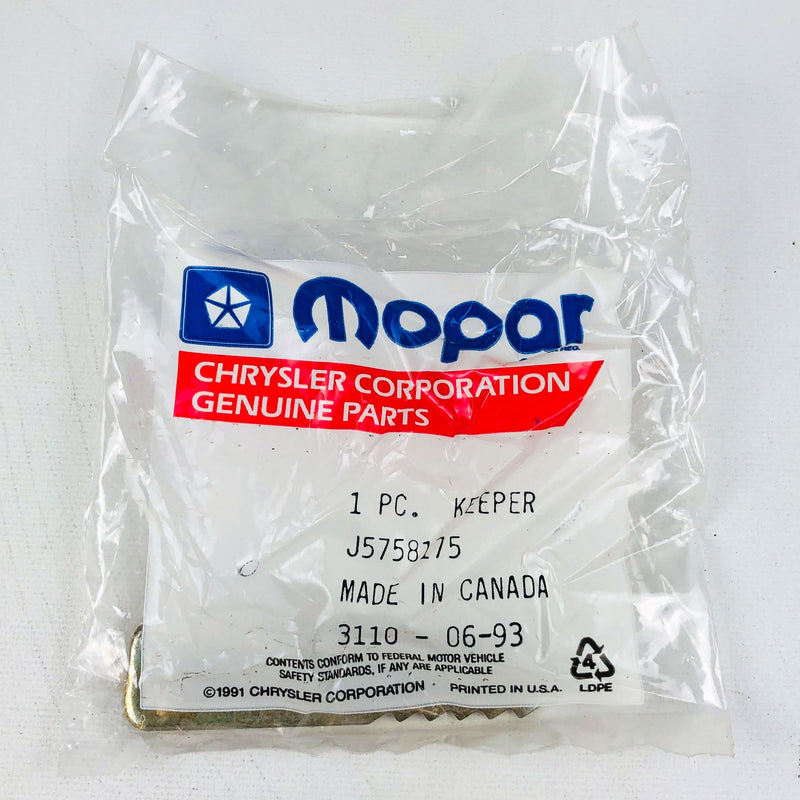 mopar
CHRYSLER CORPORATION
GENUINE PARTS
1 PC. KEEPER
J5758175
MADE IN CANADA
3110 - 06-93
CONTENTS CONFORM TO FEDERAL MOTOR VEHICLE
SAFETY STANDARDS, IF ANY ARE APPLICABLE
©1991 CHRYSLER CORPORATION PRINTED IN U.S.A.
4
LDPE